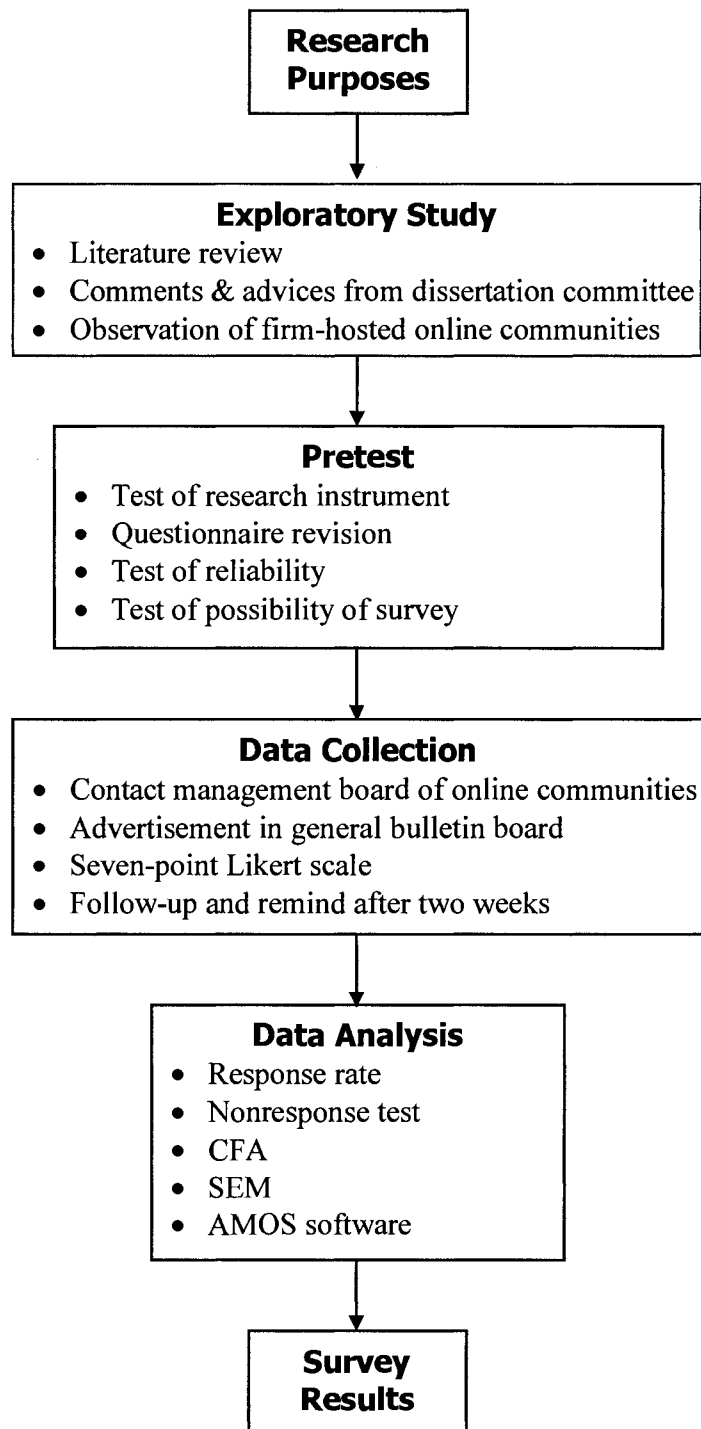 Research
Purposes
Exploratory Study
• Literature review
• Comments & advices from dissertation committee
• Observation of firm-hosted online communities
Pretest
• Test of research instrument
• Questionnaire revision
• Test of reliability
• Test of possibility of survey
Data Collection
• Contact management board of online communities
• Advertisement in general bulletin board
• Seven-point Likert scale
• Follow-up and remind after two weeks
Data Analysis
• Response rate
• Nonresponse test
• CFA
• SEM
• AMOS software
Survey
Results